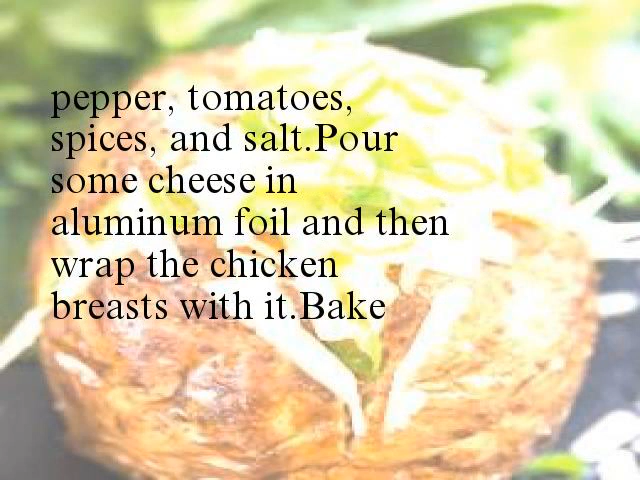 pepper, tomatoes,
spices, and salt.Pour
some cheese in
aluminum foil and then
wrap the chicken
breasts with it.Bake